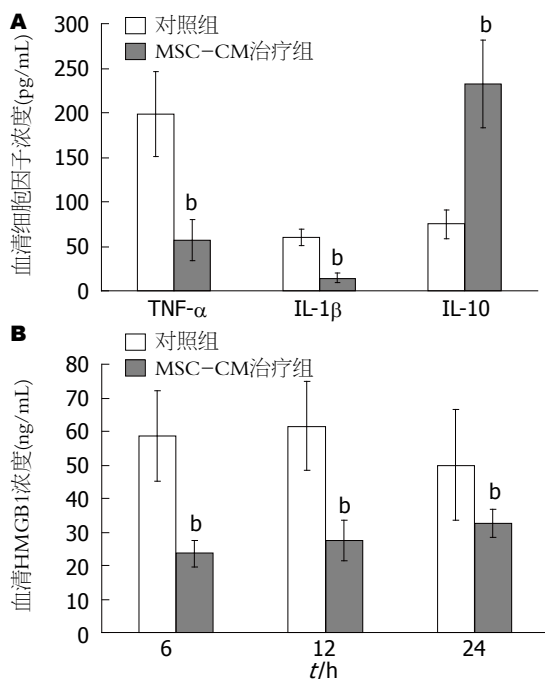 A
对照组
MSC-CM治疗组
血清细胞因子浓度(pg/mL)
300
250
200
150
100
50
0
b
b
b
TNF-α
IL-1β
IL-10
B
对照组
MSC-CM治疗组
血清HMGB1浓度(ng/mL)
80
70
60
50
40
30
20
10
0
b
b
b
6
12
24
t/h